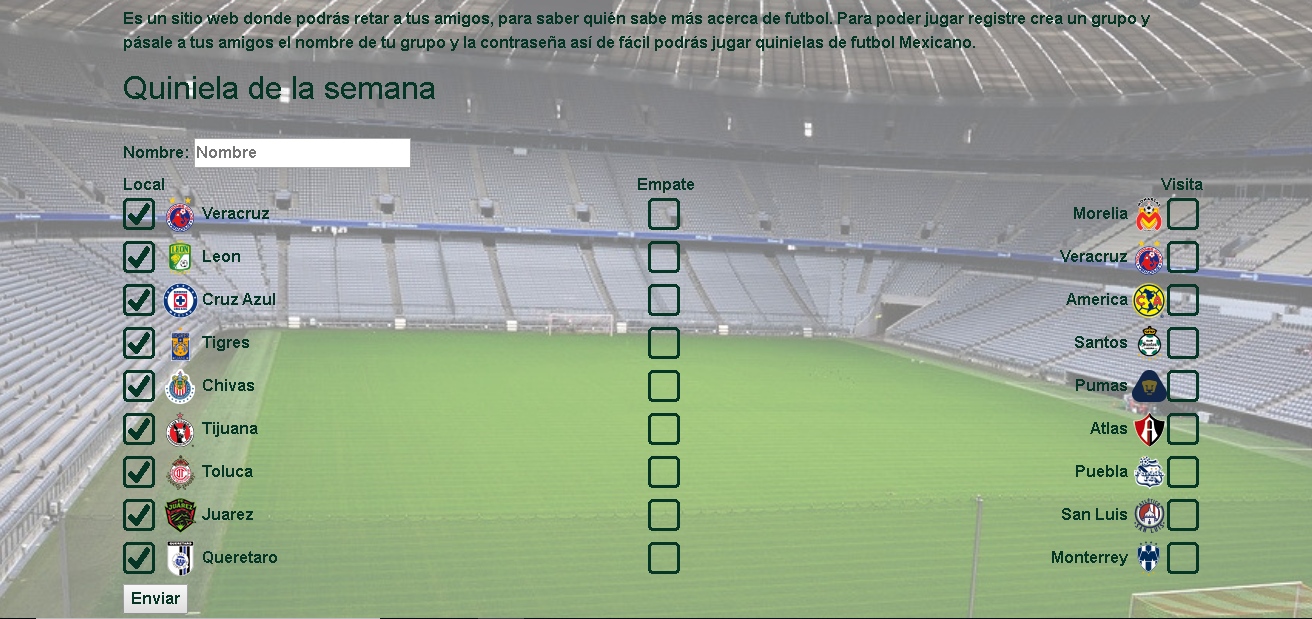 Es un sitio web donde podrás retar a tus amigos, para saber quién sabe más acerca de futbol. Para poder jugar registre crea un grupo y
pásale a tus amigos el nombre de tu grupo y la contraseña así de fácil podrás jugar quinielas de futbol Mexicano.
Quiniela de la semana
Nombre: Nombre
Local Empate Visita
Veracruz Morelia
Leon Veracruz
Cruz Azul America
Tigres Santos
Chivas Pumas
Tijuana Atlas
Toluca Puebla
Juarez San Luis
Queretaro Monterrey
Enviar